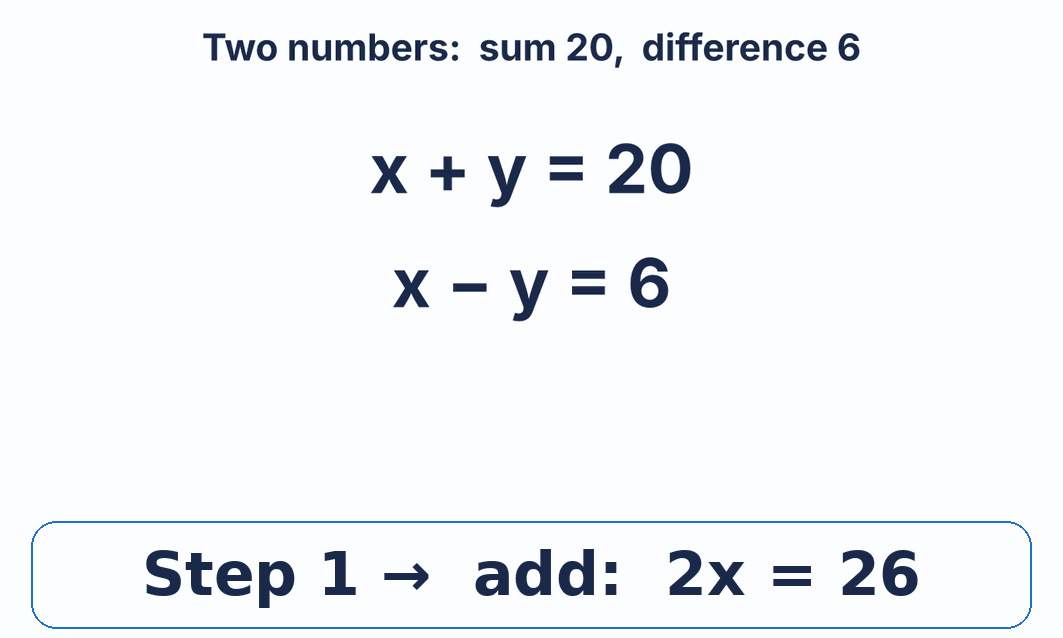 Two numbers: sum 20, difference 6
x + y = 20
x − y = 6
Step 1 → add: 2x = 26